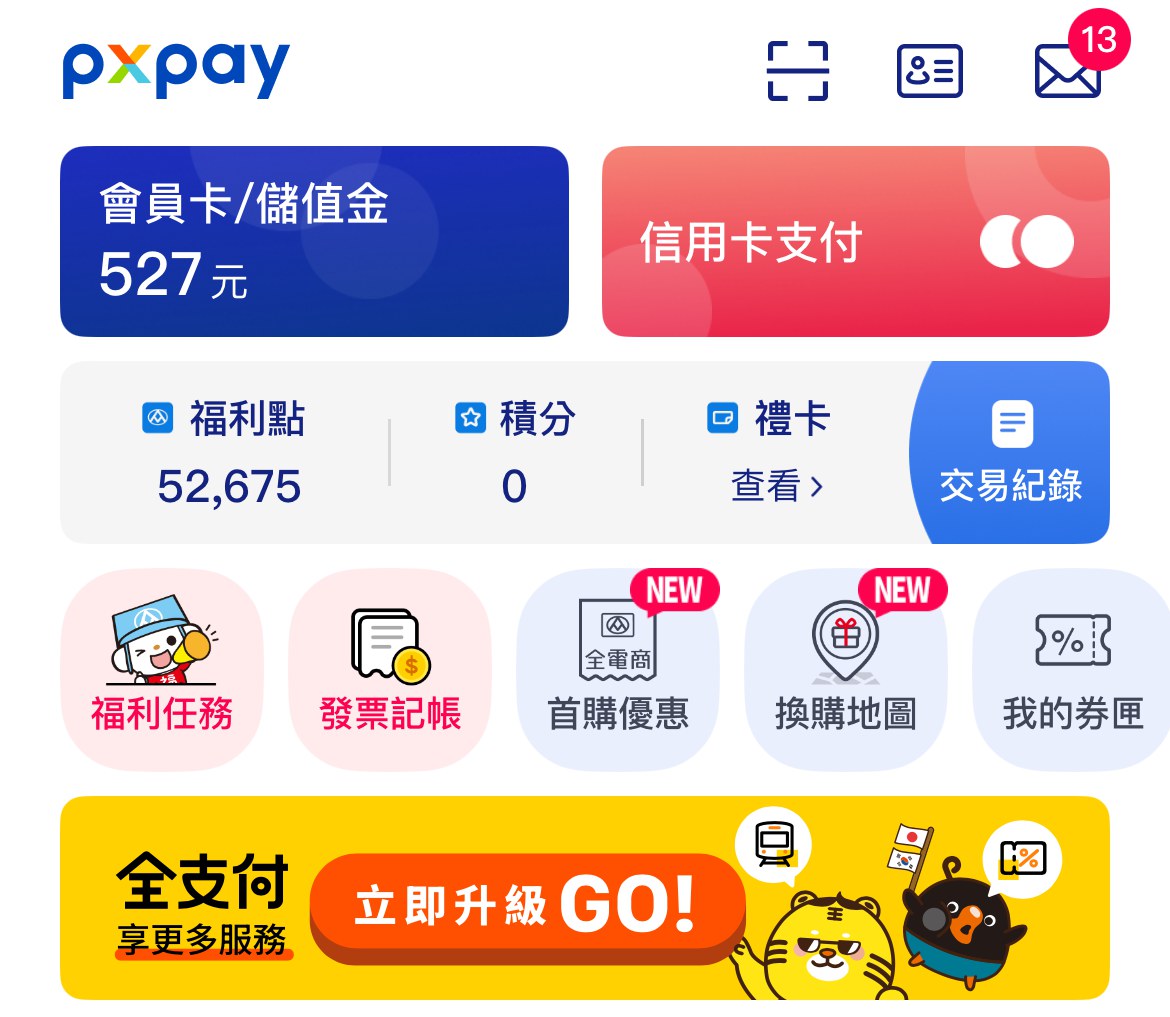 pxpay
13
會員卡/儲值金
527 元
信用卡支付
福利點
52,675
積分
0
禮卡
查看 >
交易紀錄
福
福利任務
$
發票記帳
NEW
全電商
首購優惠
NEW
換購地圖
%
我的券匣
全支付
享更多服務
立即升級 GO!
王
%